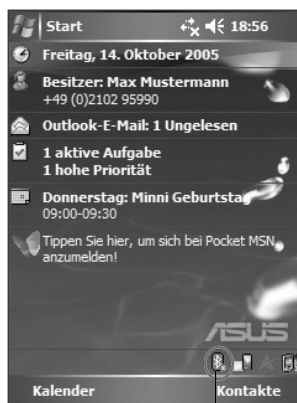 Start 18:56
Freitag, 14. Oktober 2005
Besitzer: Max Mustermann
+49 (0)2102 95990
Outlook-E-Mail: 1 Ungelesen
1 aktive Aufgabe
1 hohe Priorität
Donnerstag: Minni Geburtstag
09:00-09:30
Tippen Sie hier, um sich bei Pocket MSN
anzumelden!
ASUS
Kalender Kontakte